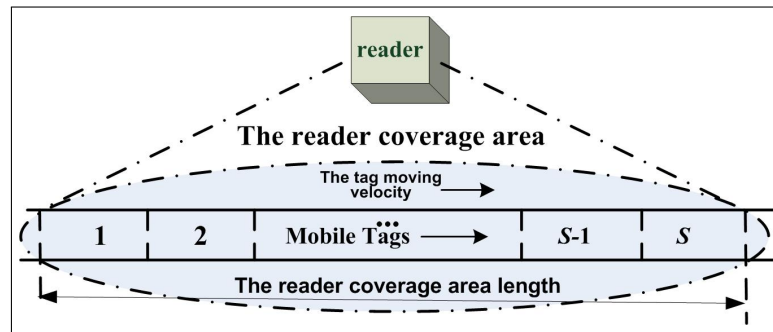 reader
The reader coverage area
The tag moving
velocity
1 2 ... Mobile Tags S-1 S
The reader coverage area length